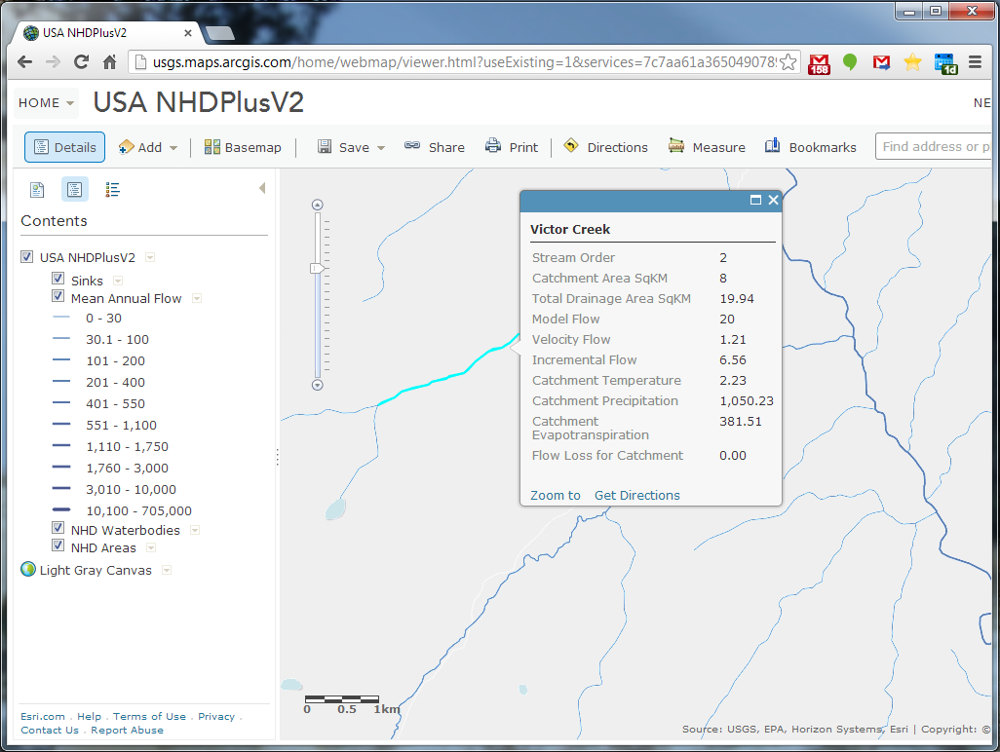 USA NHDPlusV2
usgs.maps.arcgis.com/home/webmap/viewer.html?useExisting=1&services=7c7aa61a3650490789
158
1d
HOME USA NHDPlusV2 NE
Details Add Basemap Save Share Print Directions Measure Bookmarks Find address or p
Contents
USA NHDPlusV2
Sinks
Mean Annual Flow
0 - 30
30.1 - 100
101 - 200
201 - 400
401 - 550
551 - 1,100
1,110 - 1,750
1,760 - 3,000
3,010 - 10,000
10,100 - 705,000
NHD Waterbodies
NHD Areas
Light Gray Canvas
Esri.com . Help . Terms of Use . Privacy .
Contact Us . Report Abuse
Victor Creek
Stream Order 2
Catchment Area SqKM 8
Total Drainage Area SqKM 19.94
Model Flow 20
Velocity Flow 1.21
Incremental Flow 6.56
Catchment Temperature 2.23
Catchment Precipitation 1,050.23
Catchment 381.51
Evapotranspiration
Flow Loss for Catchment 0.00
Zoom to Get Directions
0 0.5 1km
Source: USGS, EPA, Horizon Systems, Esri | Copyright: ©